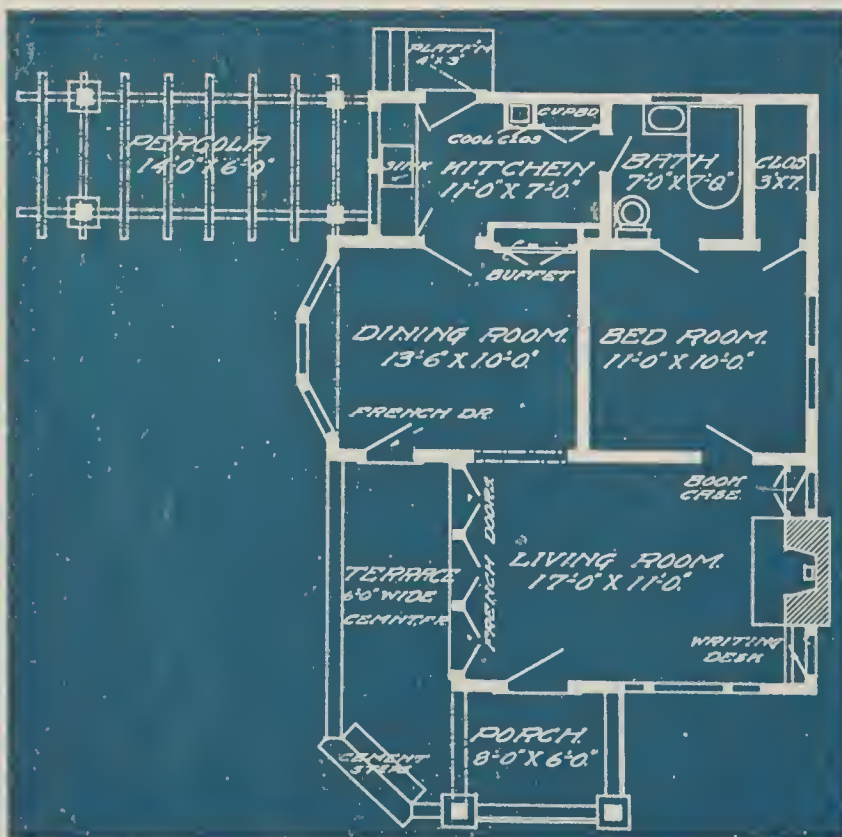 PLATF'M
4'X3'
PERGOLA
14'-0" X 6'-0"
CUPBD
COOL CLOS
SINK
KITCHEN
11'-0" X 7'-0"
BATH
7'-0" X 7'-0"
CLOS
3'X7'
BUFFET
DINING ROOM.
13'-6" X 10'-0"
BED ROOM.
11'-0" X 10'-0"
FRENCH DR.
BOOK
CASE.
FRENCH DOORS
LIVING ROOM.
17'-0" X 11'-0"
TERRACE
6'-0" WIDE
CEMNT. FR.
WRITING
DESK
PORCH.
8'-0" X 6'-0"
CEMENT
STEPS